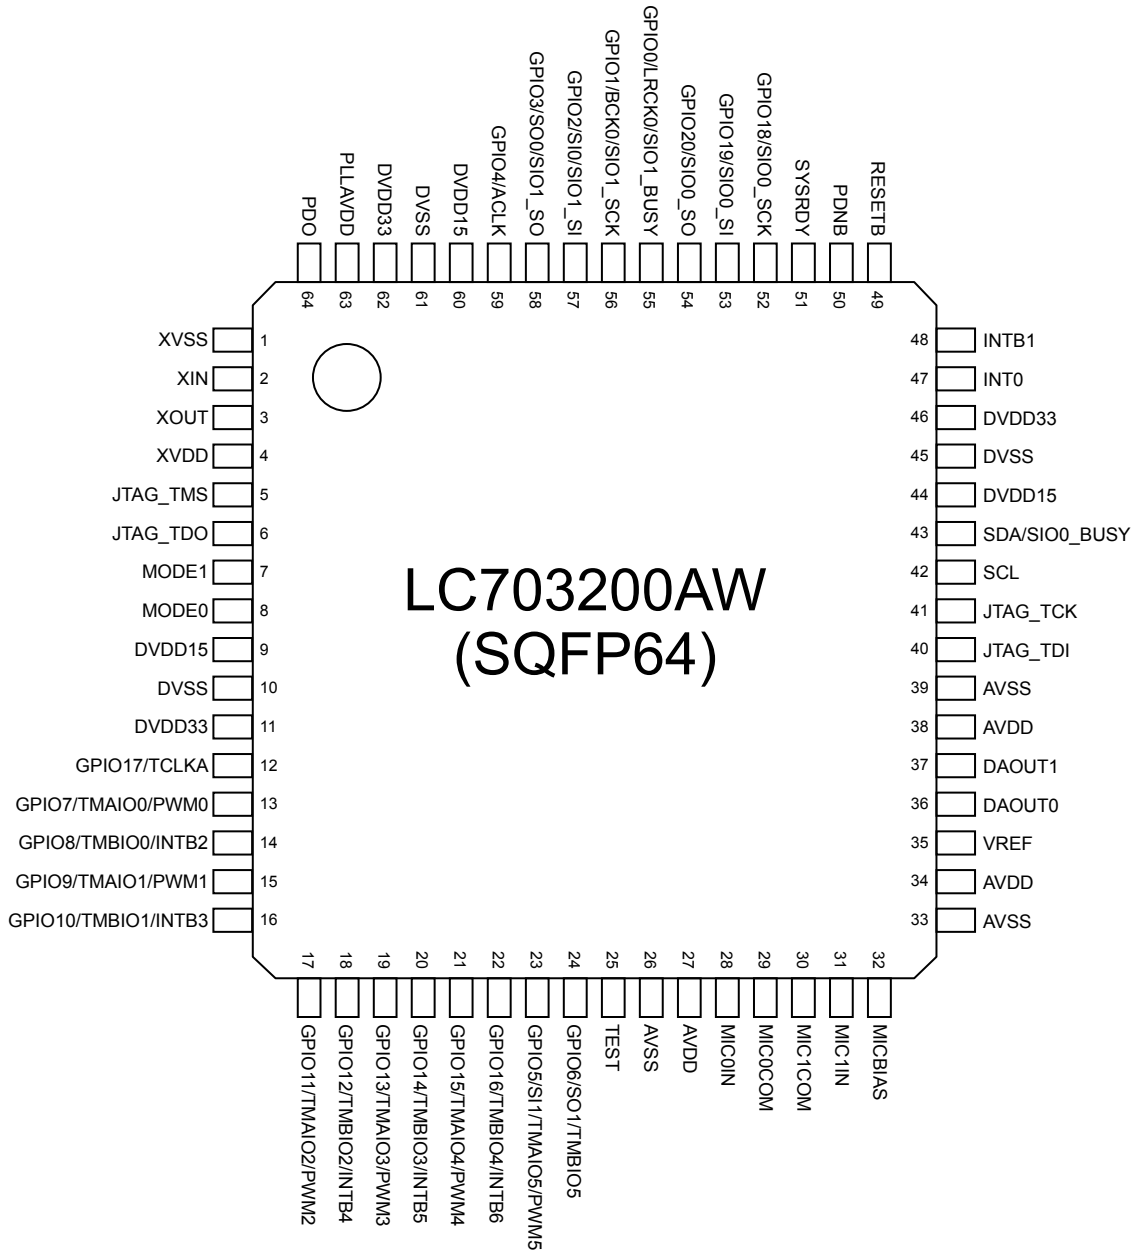 GPIO0/LRCK0/SIO1_BUSY
GPIO1/BCK0/SIO1_SCK
GPIO3/SO0/SIO1_SO
GPIO2/SI0/SIO1_SI
GPIO20/SIO0_SO
GPIO19/SIO0_SI
GPIO18/SIO0_SCK
GPIO4/ACLK
PLLAVDD
DVDD33
DVDD15
SYSRDY
RESETB
PDO
DVSS
PDNB
64 63 62 61 60 59 58 57 56 55 54 53 52 51 50 49
XVSS 1
XIN 2
XOUT 3
XVDD 4
JTAG_TMS 5
JTAG_TDO 6
MODE1 7
MODE0 8
DVDD15 9
DVSS 10
DVDD33 11
GPIO17/TCLKA 12
GPIO7/TMAIO0/PWM0 13
GPIO8/TMBIO0/INTB2 14
GPIO9/TMAIO1/PWM1 15
GPIO10/TMBIO1/INTB3 16
LC703200AW
(SQFP64)
48 INTB1
47 INT0
46 DVDD33
45 DVSS
44 DVDD15
43 SDA/SIO0_BUSY
42 SCL
41 JTAG_TCK
40 JTAG_TDI
39 AVSS
38 AVDD
37 DAOUT1
36 DAOUT0
35 VREF
34 AVDD
33 AVSS
17 18 19 20 21 22 23 24 25 26 27 28 29 30 31 32
GPIO11/TMAIO2/PWM2
GPIO12/TMBIO2/INTB4
GPIO13/TMAIO3/PWM3
GPIO14/TMBIO3/INTB5
GPIO15/TMAIO4/PWM4
GPIO16/TMBIO4/INTB6
GPIO5/SI1/TMAIO5/PWM5
GPIO6/SO1/TMBIO5
TEST
AVSS
AVDD
MIC0IN
MIC0COM
MIC1COM
MIC1IN
MICBIAS